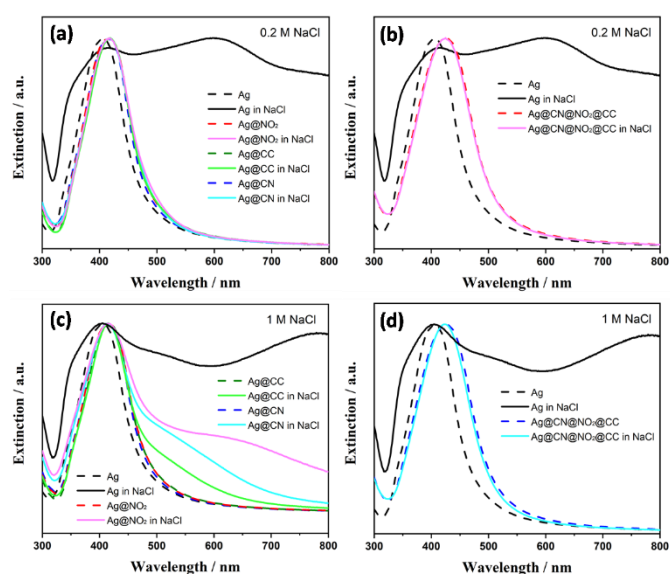 (a)
0.2 M NaCl
Ag
Ag in NaCl
Ag@NO₂
Ag@NO₂ in NaCl
Ag@CC
Ag@CC in NaCl
Ag@CN
Ag@CN in NaCl
Extinction / a.u.
300 400 500 600 700 800
Wavelength / nm
(b)
0.2 M NaCl
Ag
Ag in NaCl
Ag@CN@NO₂@CC
Ag@CN@NO₂@CC in NaCl
Extinction / a.u.
300 400 500 600 700 800
Wavelength / nm
(c)
1 M NaCl
Ag@CC
Ag@CC in NaCl
Ag@CN
Ag@CN in NaCl
Ag
Ag in NaCl
Ag@NO₂
Ag@NO₂ in NaCl
Extinction / a.u.
300 400 500 600 700 800
Wavelength / nm
(d)
1 M NaCl
Ag
Ag in NaCl
Ag@CN@NO₂@CC
Ag@CN@NO₂@CC in NaCl
Extinction / a.u.
300 400 500 600 700 800
Wavelength / nm